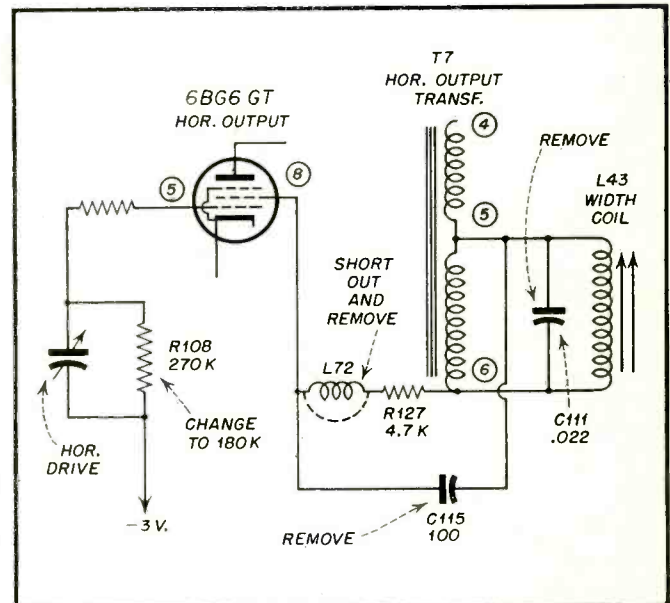 T7
HOR. OUTPUT
TRANSF.
6BG6 GT
HOR. OUTPUT
4
REMOVE
5
8
5
L43
WIDTH
COIL
SHORT
OUT
AND
REMOVE
L72
6
R108
270 K
R127
4.7 K
CHANGE
TO 180 K
C111
.022
HOR.
DRIVE
−3 V.
REMOVE
C115
100